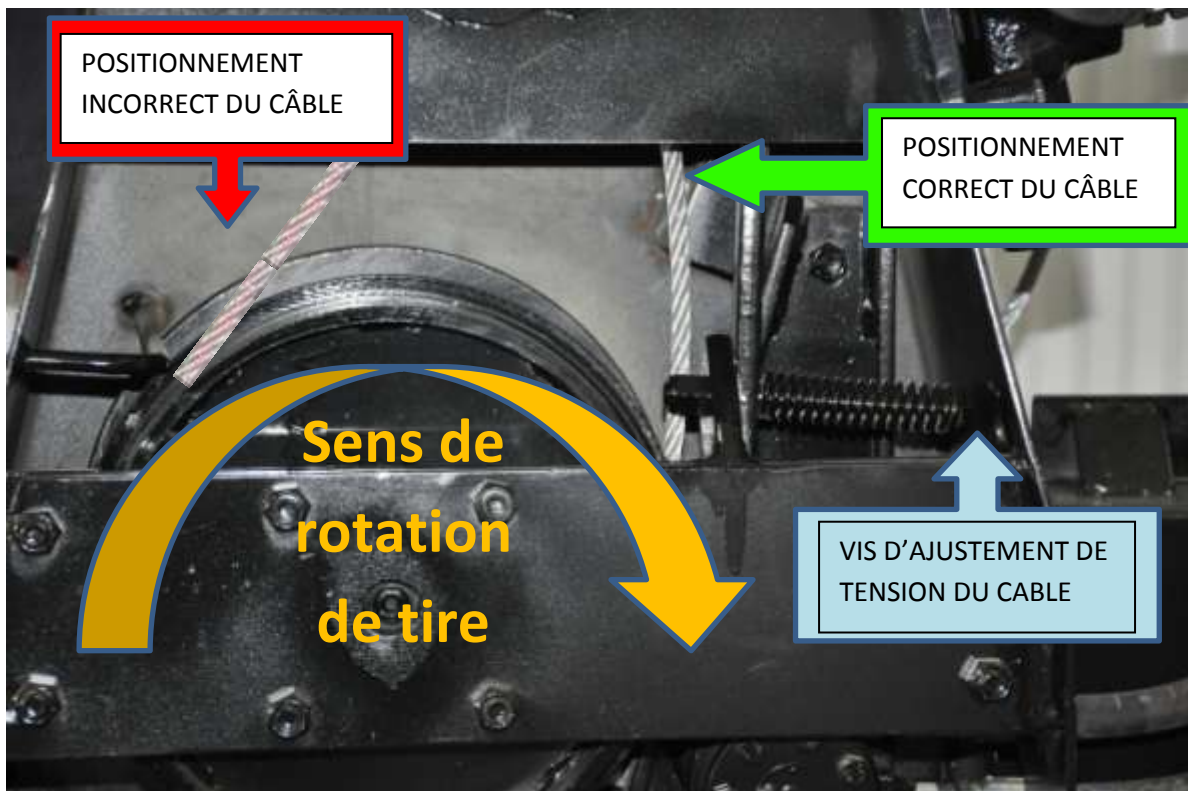 POSITIONNEMENT
INCORRECT DU CÂBLE
POSITIONNEMENT
CORRECT DU CÂBLE
Sens de
rotation
de tire
VIS D’AJUSTEMENT DE
TENSION DU CABLE